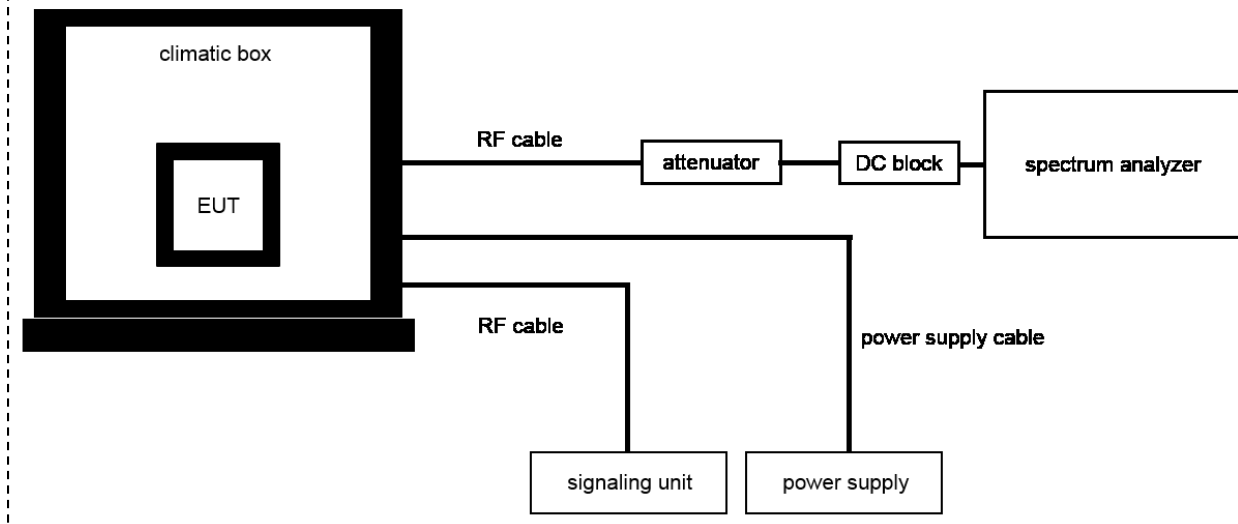 climatic box
RF cable
attenuator
DC block
spectrum analyzer
EUT
RF cable
power supply cable
signaling unit
power supply